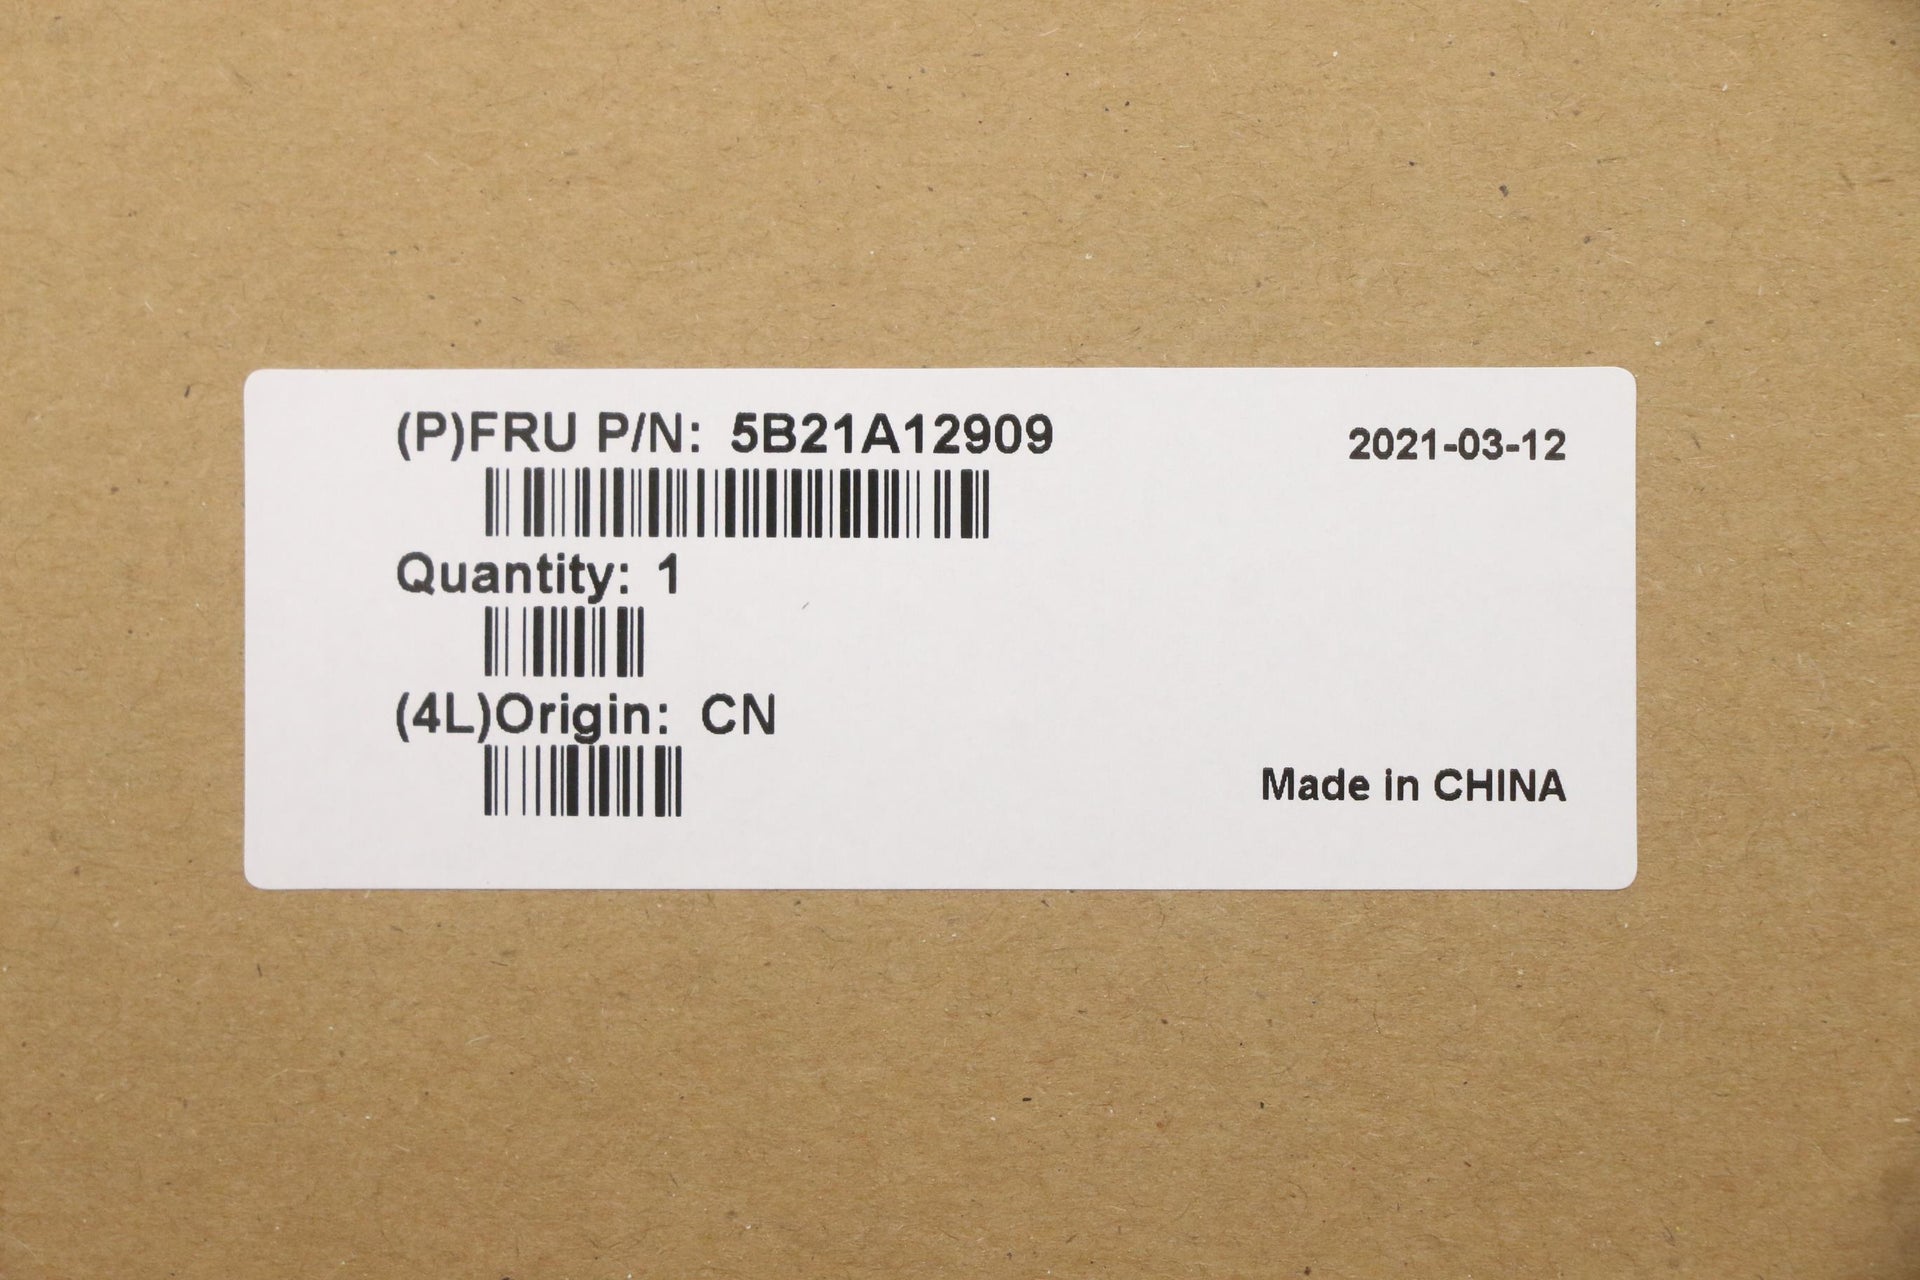 (P)FRU P/N: 5B21A12909
2021-03-12
Quantity: 1
(4L)Origin: CN
Made in CHINA